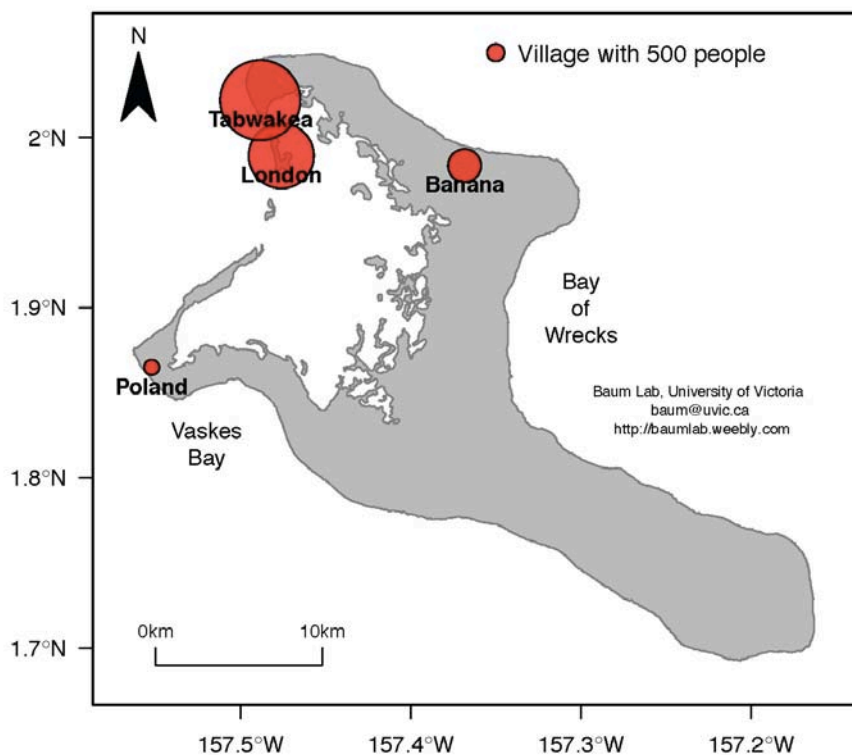 N
Village with 500 people
Tabwakea
London
Banana
2°N
1.9°N
1.8°N
1.7°N
Bay
of
Wrecks
Poland
Vaskes
Bay
Baum Lab, University of Victoria
baum@uvic.ca
http://baumlab.weebly.com
0km
10km
157.5°W
157.4°W
157.3°W
157.2°W